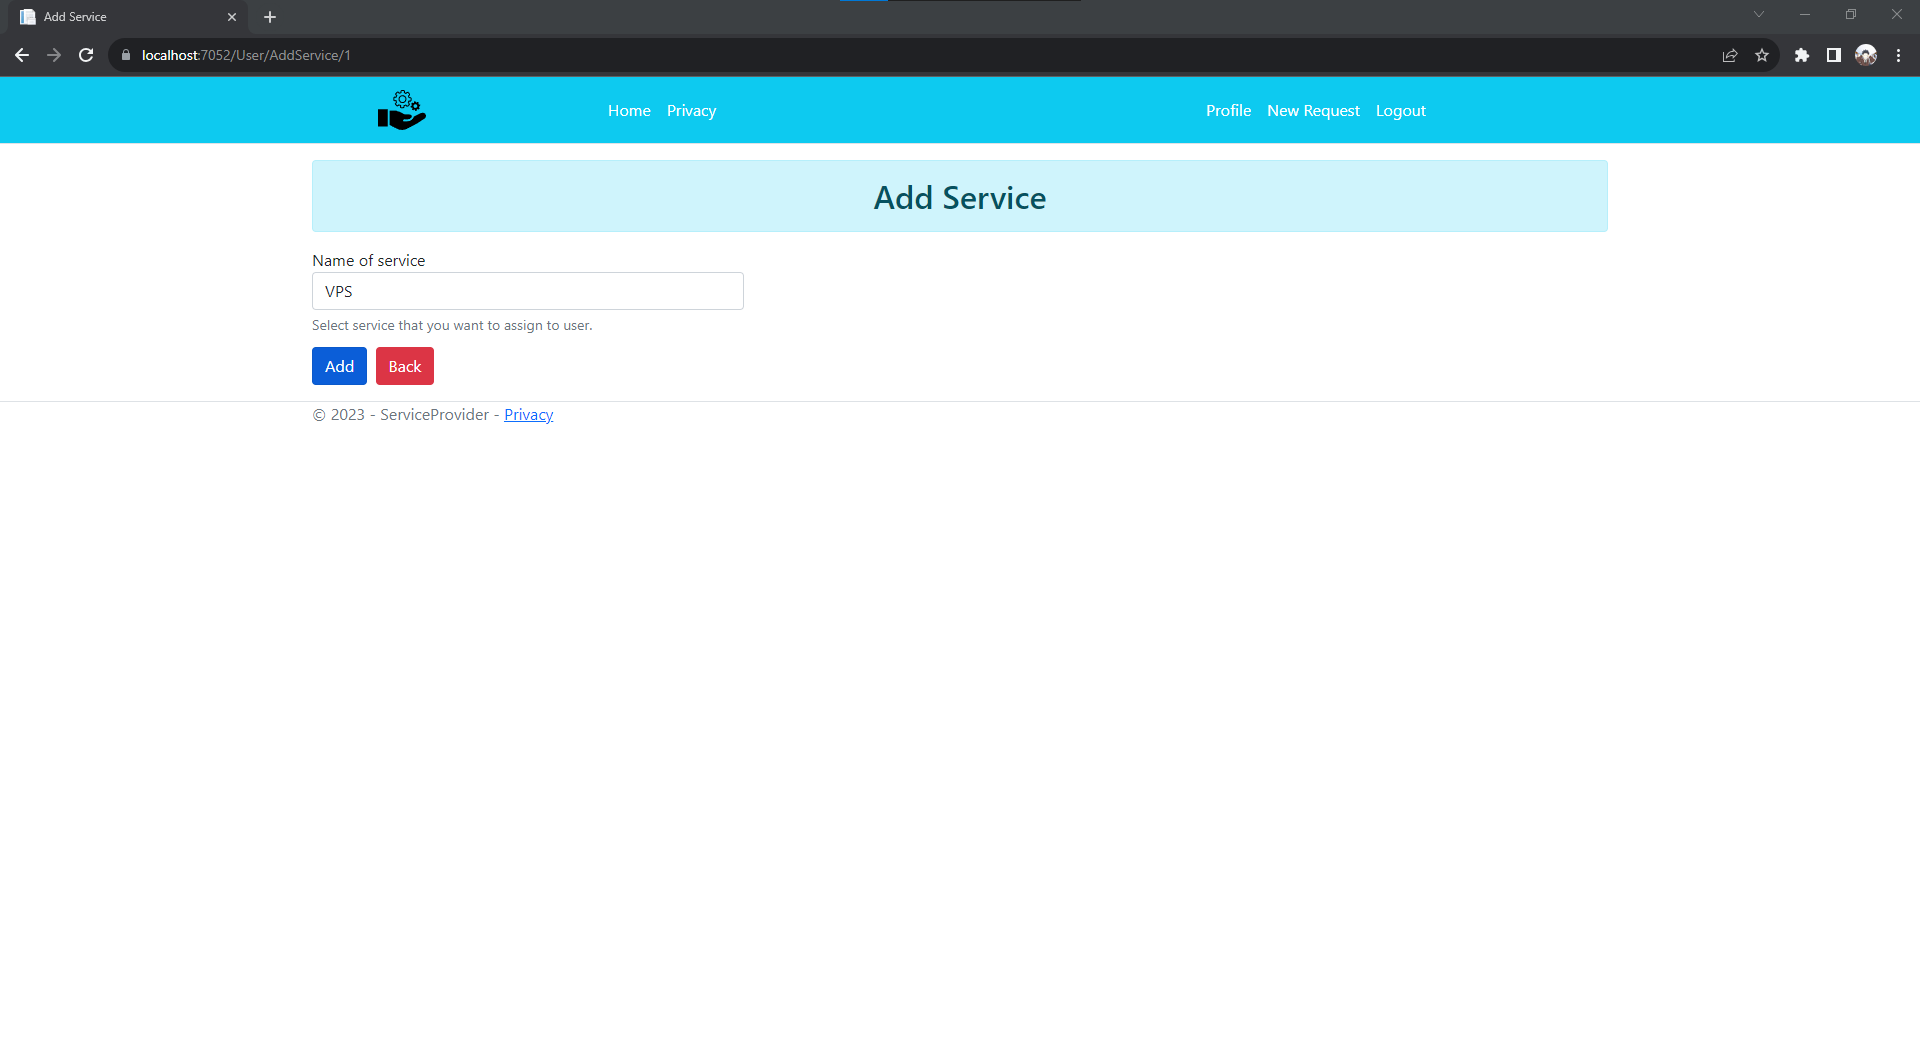 Add Service
localhost:7052/User/AddService/1
Home Privacy Profile New Request Logout
Add Service
Name of service
VPS
Select service that you want to assign to user.
Add Back
© 2023 - ServiceProvider - Privacy